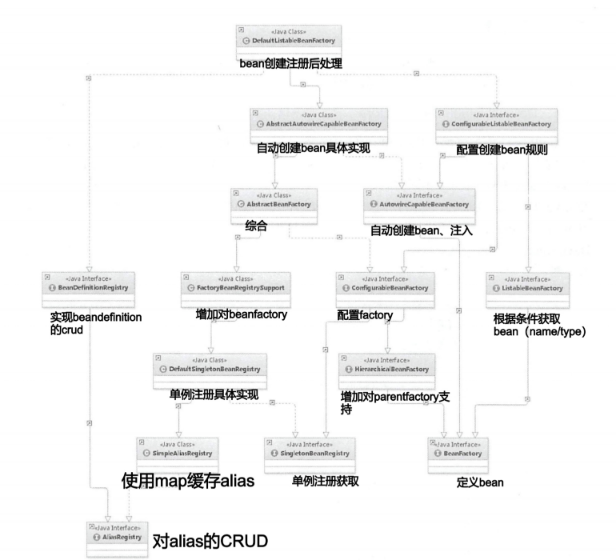 «Java Class»
DefaultListableBeanFactory
bean创建注册后处理
«Java Class»
AbstractAutowireCapableBeanFactory
自动创建bean具体实现
«Java Interface»
ConfigurableListableBeanFactory
配置创建bean规则
«Java Class»
AbstractBeanFactory
综合
«Java Interface»
AutowireCapableBeanFactory
自动创建bean、注入
«Java Interface»
BeanDefinitionRegistry
实现beandefinition
的crud
«Java Class»
FactoryBeanRegistrySupport
增加对beanfactory
«Java Interface»
ConfigurableBeanFactory
配置factory
«Java Interface»
ListableBeanFactory
根据条件获取
bean（name/type）
«Java Class»
DefaultSingletonBeanRegistry
单例注册具体实现
«Java Interface»
HierarchicalBeanFactory
增加对parentfactory支
持
«Java Class»
SimpleAliasRegistry
使用map缓存alias
«Java Interface»
SingletonBeanRegistry
单例注册获取
«Java Interface»
BeanFactory
定义bean
«Java Interface»
AliasRegistry
对alias的CRUD